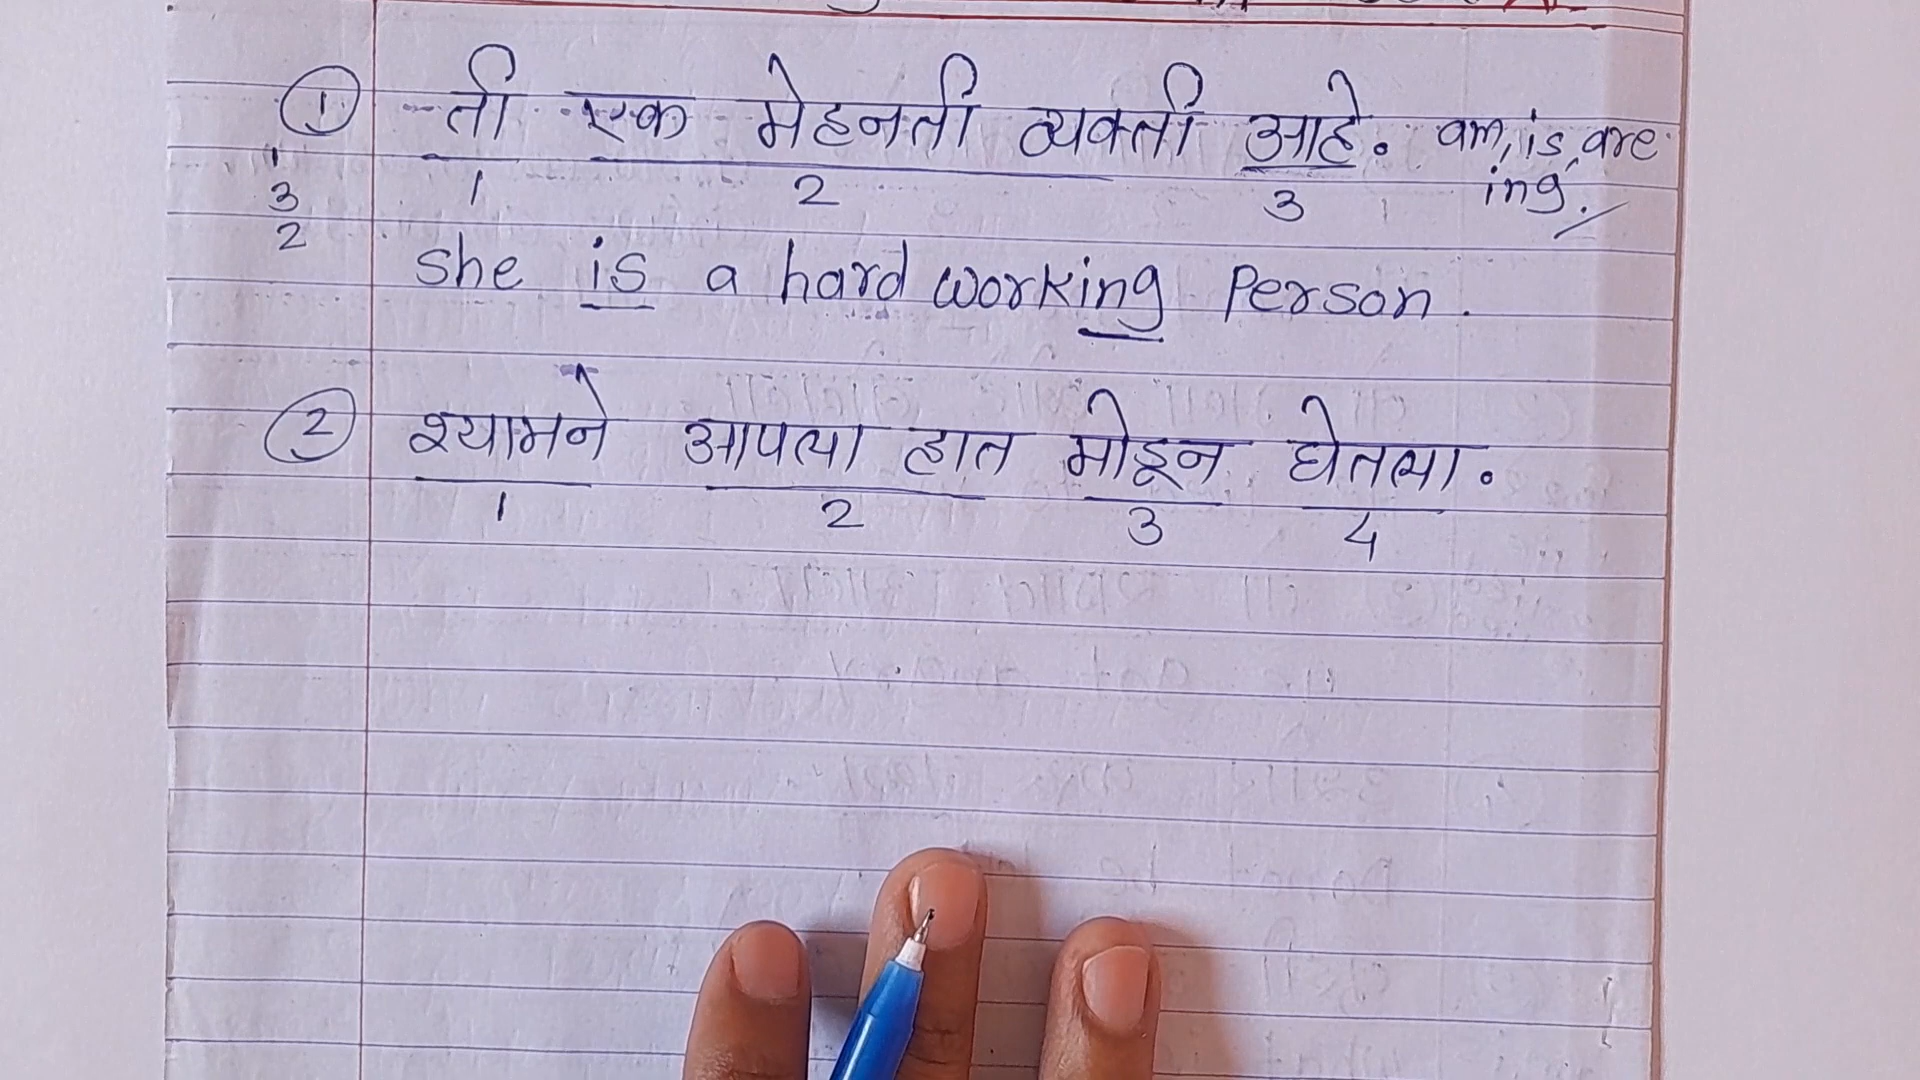 ① ती एक मेहनती व्यक्ती आहे. am, is, are
1 1 2 3 ing.
3
2
she is a hard working Person.
② श्यामने आपला हात मोडून घेतला.
1 2 3 4